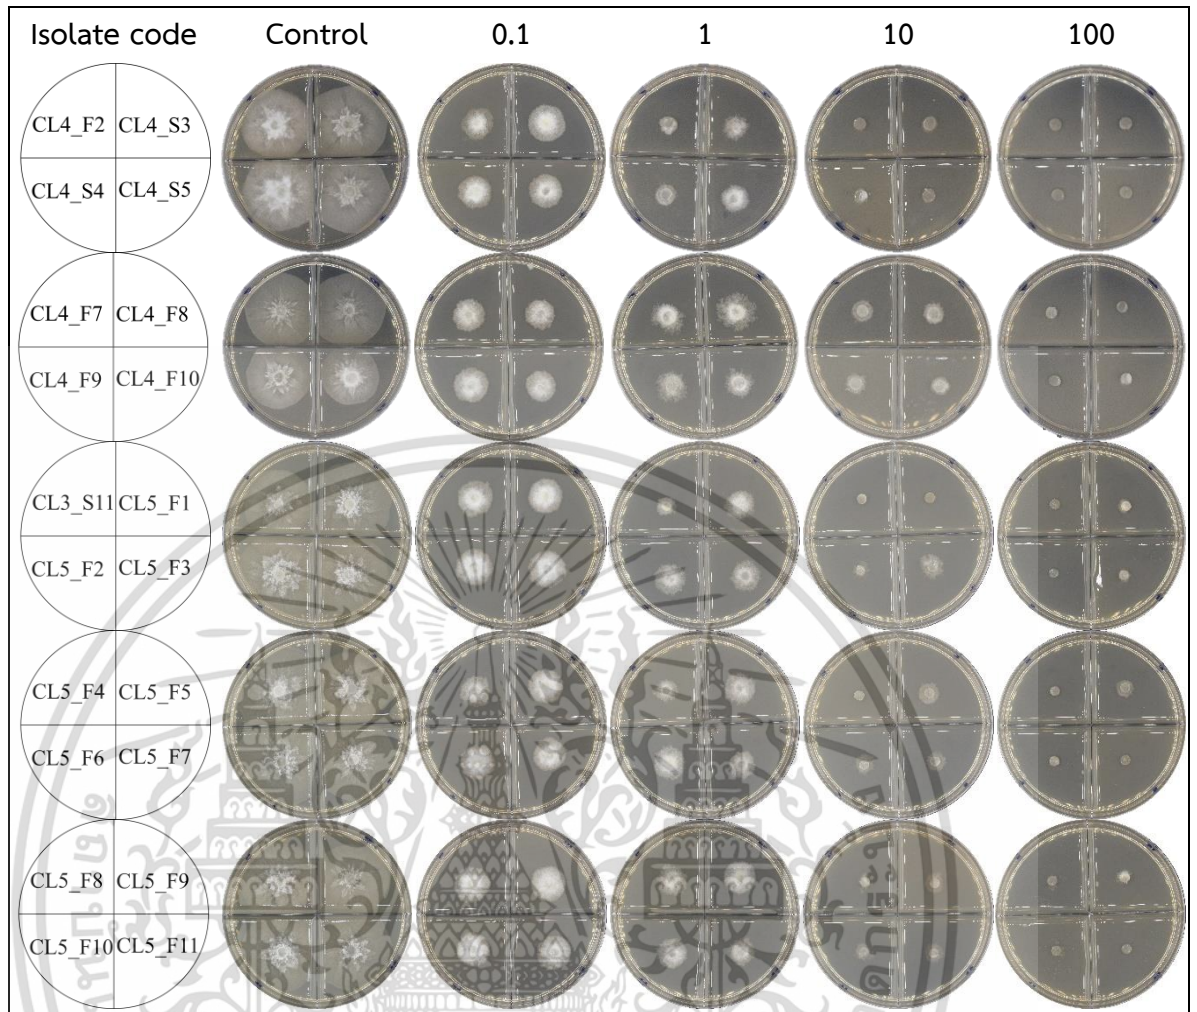 Isolate code Control 0.1 1 10 100
CL4_F2 CL4_S3
CL4_S4 CL4_S5
CL4_F7 CL4_F8
CL4_F9 CL4_F10
CL3_S11 CL5_F1
CL5_F2 CL5_F3
CL5_F4 CL5_F5
CL5_F6 CL5_F7
CL5_F8 CL5_F9
CL5_F10 CL5_F11